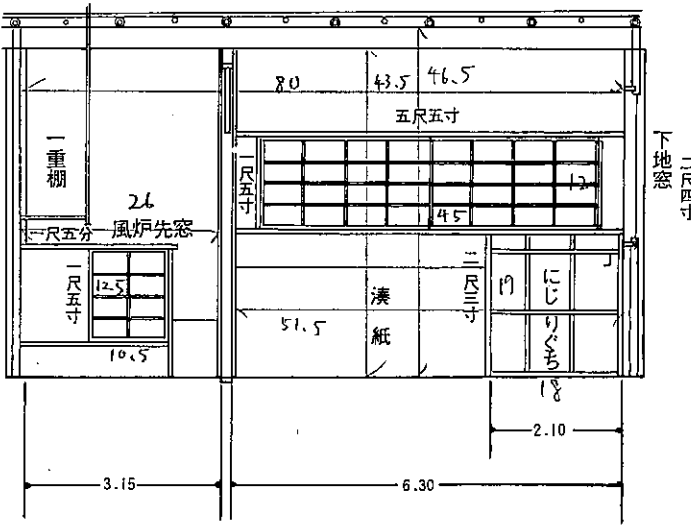 80
43.5
46.5
五尺五寸
一重棚
26
一尺五分
風炉先窓
一尺五寸
12.5
10.5
一尺五寸
45
12
下地窓
二尺四寸
二尺三寸
17
にじりぐち
18
湊紙
51.5
2.10
3.15
6.30